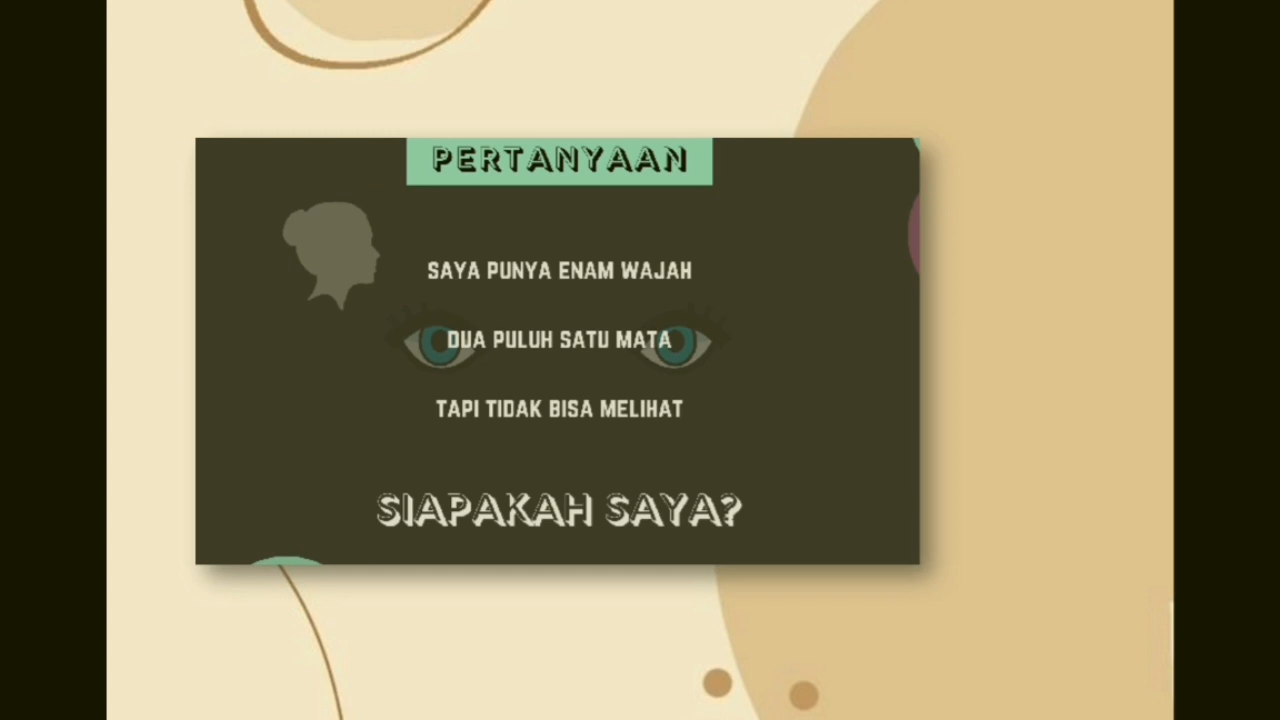 PERTANYAAN
SAYA PUNYA ENAM WAJAH
DUA PULUH SATU MATA
TAPI TIDAK BISA MELIHAT
SIAPAKAH SAYA?